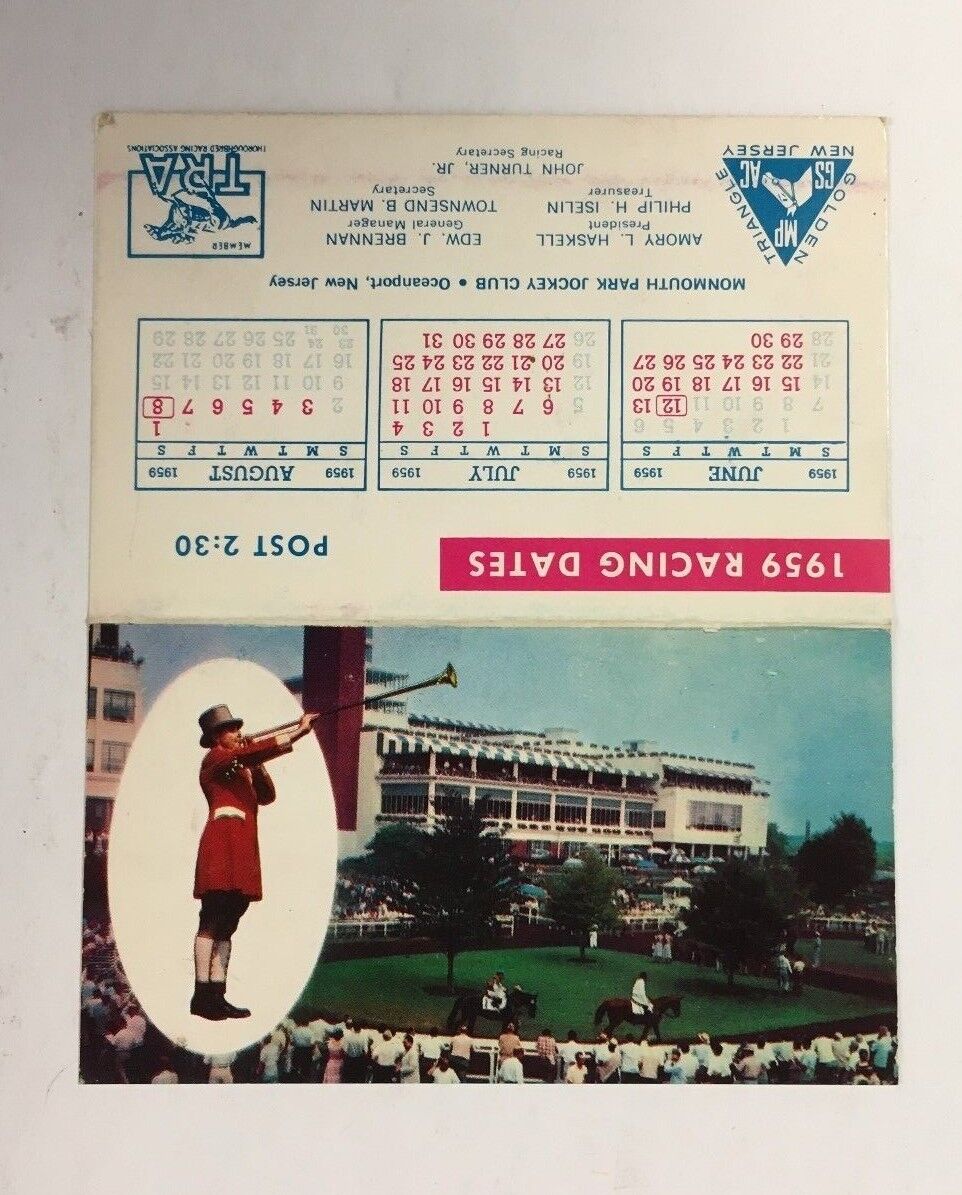 1959 RACING DATES
POST 2:30
1959 JUNE 1959
S M T W T F S
1 2 3 4 5 6
7 8 9 10 11 12 13
14 15 16 17 18 19 20
21 22 23 24 25 26 27
28 29 30
1959 JULY 1959
S M T W T F S
1 2 3 4
5 6 7 8 9 10 11
12 13 14 15 16 17 18
19 20 21 22 23 24 25
26 27 28 29 30 31
1959 AUGUST 1959
S M T W T F S
1
2 3 4 5 6 7 8
9 10 11 12 13 14 15
16 17 18 19 20 21 22
23 24 25 26 27 28 29
30 31
MONMOUTH PARK JOCKEY CLUB • Oceanport, New Jersey
GOLDEN TRIANGLE
MP
GS AC
NEW JERSEY
AMORY L. HASKELL
President
EDW. J. BRENNAN
General Manager
PHILIP H. ISELIN
Treasurer
TOWNSEND B. MARTIN
Secretary
JOHN TURNER, JR.
Racing Secretary
MEMBER
TRA
THOROUGHBRED RACING ASSOCIATIONS